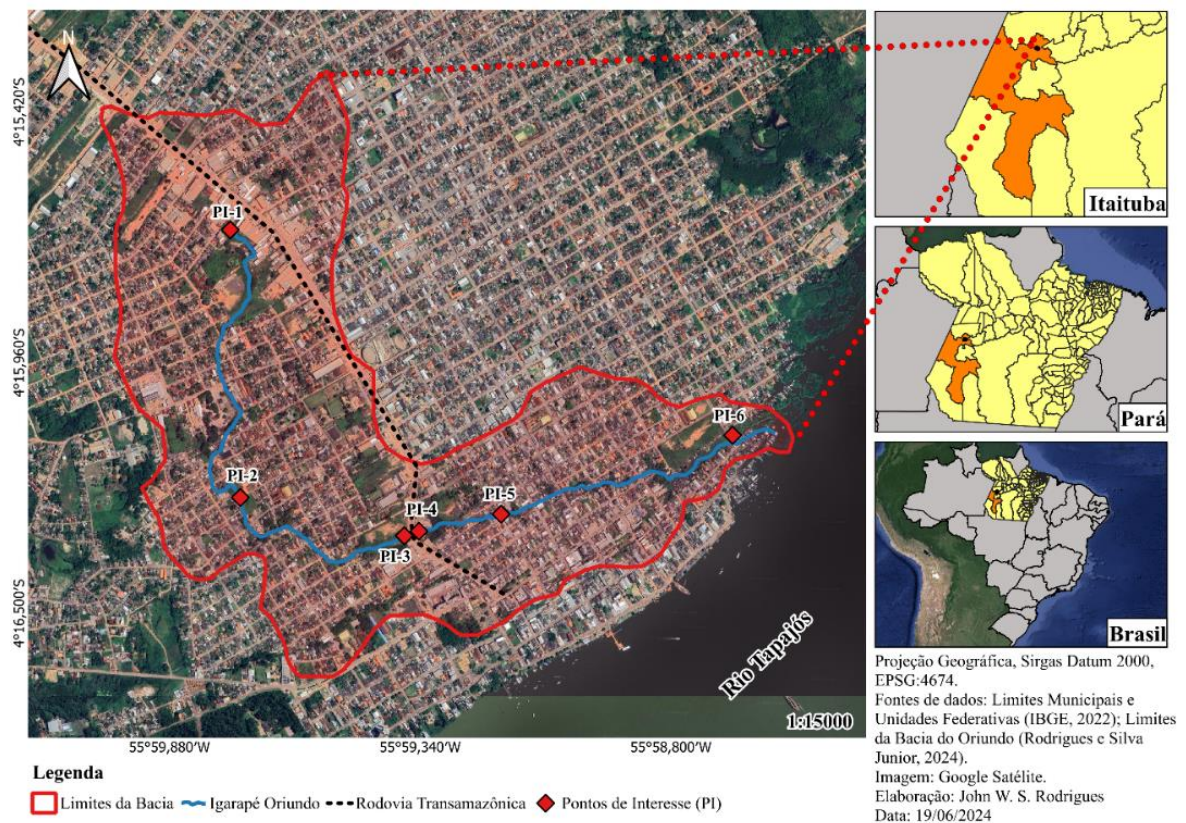 N
4°15,420'S
4°15,960'S
4°16,500'S
PI-1
PI-2
PI-3
PI-4
PI-5
PI-6
Rio Tapajós
1:15000
55°59,880'W
55°59,340'W
55°58,800'W
Itaituba
Pará
Brasil
Legenda
Limites da Bacia
Igarapé Oriundo
Rodovia Transamazônica
Pontos de Interesse (PI)
Projeção Geográfica, Sirgas Datum 2000,
EPSG:4674.
Fontes de dados: Limites Municipais e
Unidades Federativas (IBGE, 2022); Limites
da Bacia do Oriundo (Rodrigues e Silva
Junior, 2024).
Imagem: Google Satélite.
Elaboração: John W. S. Rodrigues
Data: 19/06/2024